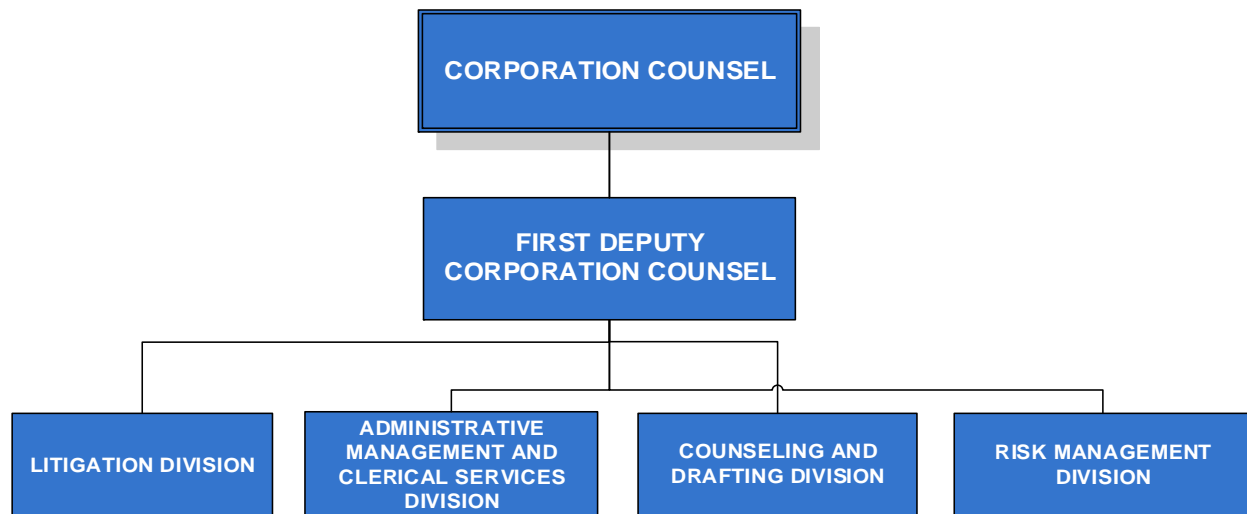 CORPORATION COUNSEL
FIRST DEPUTY
CORPORATION COUNSEL
LITIGATION DIVISION
ADMINISTRATIVE
MANAGEMENT AND
CLERICAL SERVICES
DIVISION
COUNSELING AND
DRAFTING DIVISION
RISK MANAGEMENT
DIVISION